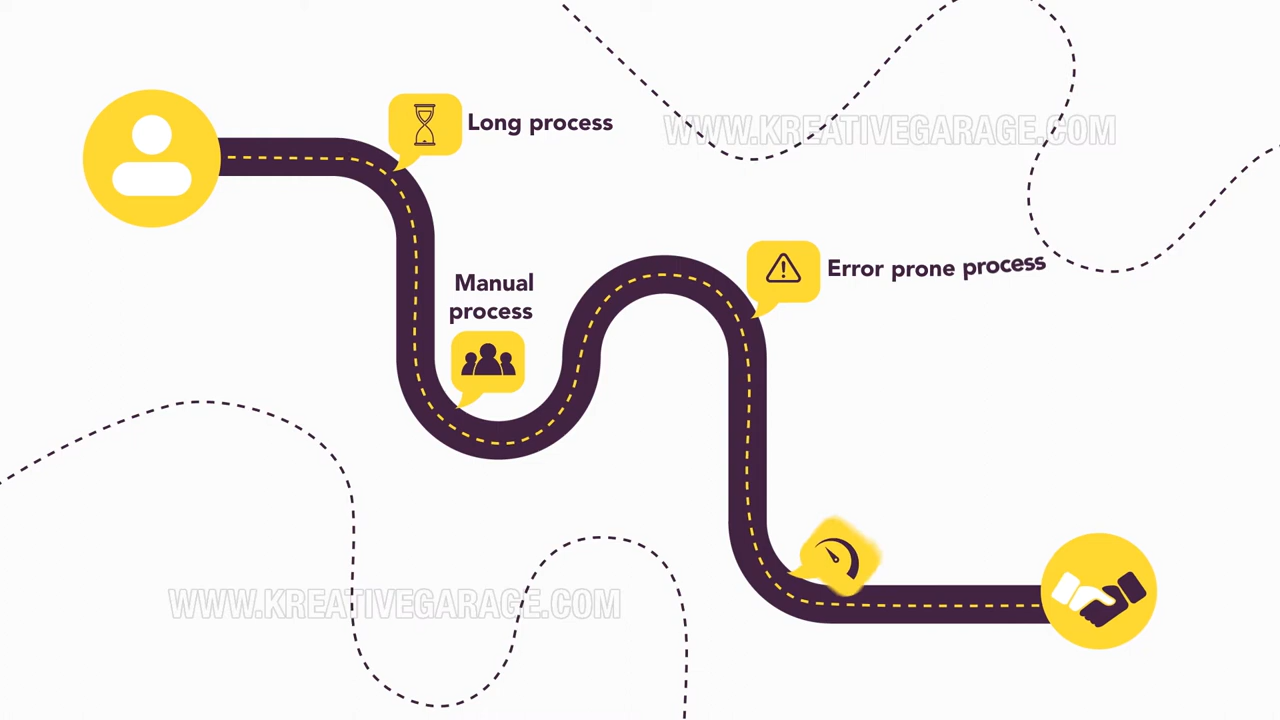 Long process
WWW.KREATIVEGARAGE.COM
Error prone process
Manual
process
WWW.KREATIVEGARAGE.COM